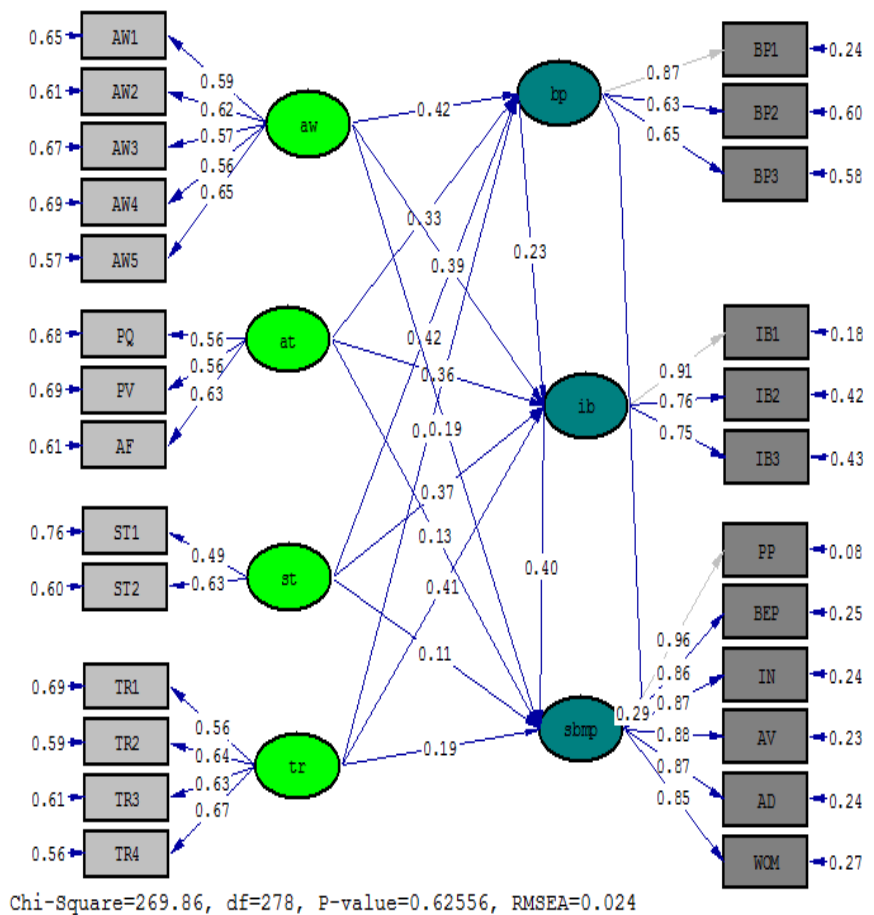 0.65 AW1
0.61 AW2
0.67 AW3
0.69 AW4
0.57 AW5
0.59
0.62
0.57
0.56
0.65
aw
0.68 PQ
0.69 PV
0.61 AF
0.56
0.56
0.63
at
0.76 ST1
0.60 ST2
0.49
0.63
st
0.69 TR1
0.59 TR2
0.61 TR3
0.56 TR4
0.56
0.64
0.63
0.67
tr
0.42
0.33
0.39
0.23
0.42
0.36
0.19
0.37
0.13
0.41
0.40
0.11
0.19
0.29
bp
0.87
0.63
0.65
BP1 0.24
BP2 0.60
BP3 0.58
ib
0.91
0.76
0.75
IB1 0.18
IB2 0.42
IB3 0.43
sbmp
0.96
0.86
0.87
0.88
0.87
0.85
PP 0.08
BEP 0.25
IN 0.24
AV 0.23
AD 0.24
WOM 0.27
Chi-Square=269.86, df=278, P-value=0.62556, RMSEA=0.024